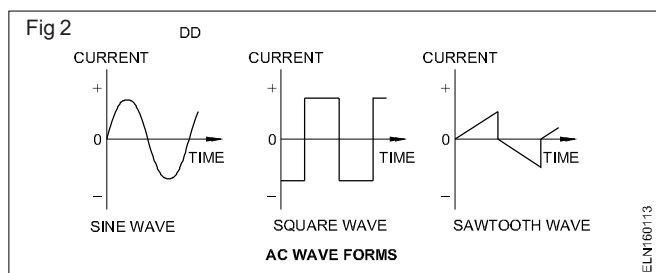 Fig 2
DD
CURRENT CURRENT CURRENT
+ + +
0 0 0
TIME TIME TIME
− − −
SINE WAVE SQUARE WAVE SAWTOOTH WAVE
AC WAVE FORMS
ELN160113